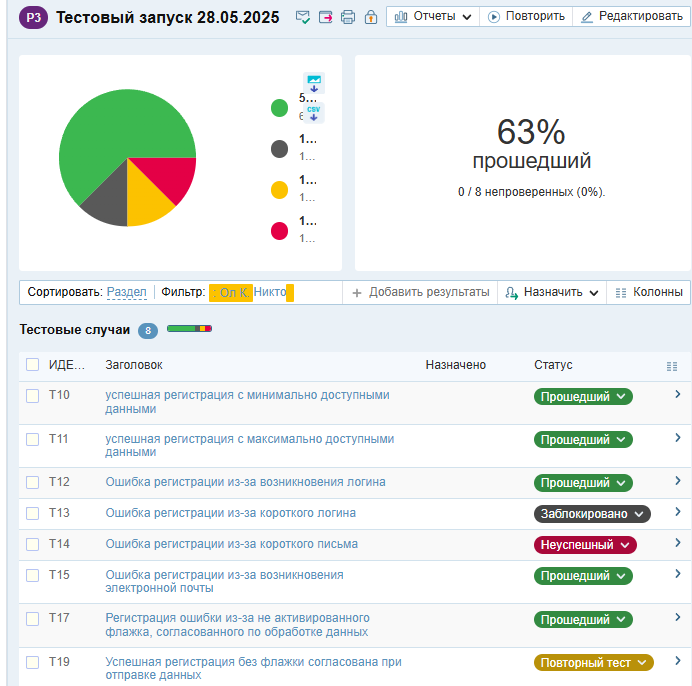 P3 Тестовый запуск 28.05.2025 Отчеты Повторить Редактировать
5...
6
1...
1...
1...
1...
1...
1...
CSV
63%
прошедший
0 / 8 непроверенных (0%).
Сортировать: Раздел Фильтр: : Ол К. Никто Добавить результаты Назначить Колонны
Тестовые случаи 8
ИДЕ... Заголовок Назначено Статус
T10 успешная регистрация с минимально доступными Прошедший
данными
T11 успешная регистрация с максимально доступными Прошедший
данными
T12 Ошибка регистрации из-за возникновения логина Прошедший
T13 Ошибка регистрации из-за короткого логина Заблокировано
T14 Ошибка регистрации из-за короткого письма Неуспешный
T15 Ошибка регистрации из-за возникновения Прошедший
электронной почты
T17 Регистрация ошибки из-за не активированного Прошедший
флажка, согласованного по обработке данных
T19 Успешная регистрация без флажки согласована при Повторный тест
отправке данных